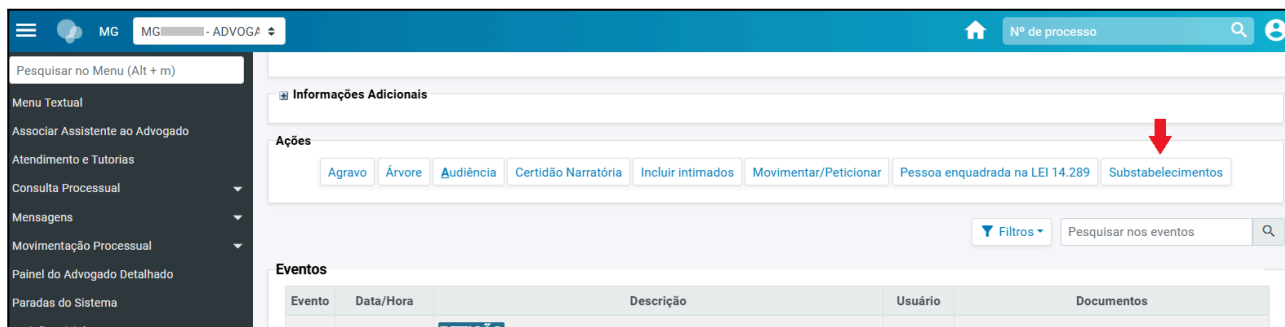 MG MG - ADVOGA Nº de processo
Pesquisar no Menu (Alt + m)
Menu Textual
Associar Assistente ao Advogado
Atendimento e Tutorias
Consulta Processual
Mensagens
Movimentação Processual
Painel do Advogado Detalhado
Paradas do Sistema
Informações Adicionais
Ações
Agravo Árvore Audiência Certidão Narratória Incluir intimados Movimentar/Peticionar Pessoa enquadrada na LEI 14.289 Substabelecimentos
Filtros Pesquisar nos eventos
Eventos
Evento Data/Hora Descrição Usuário Documentos